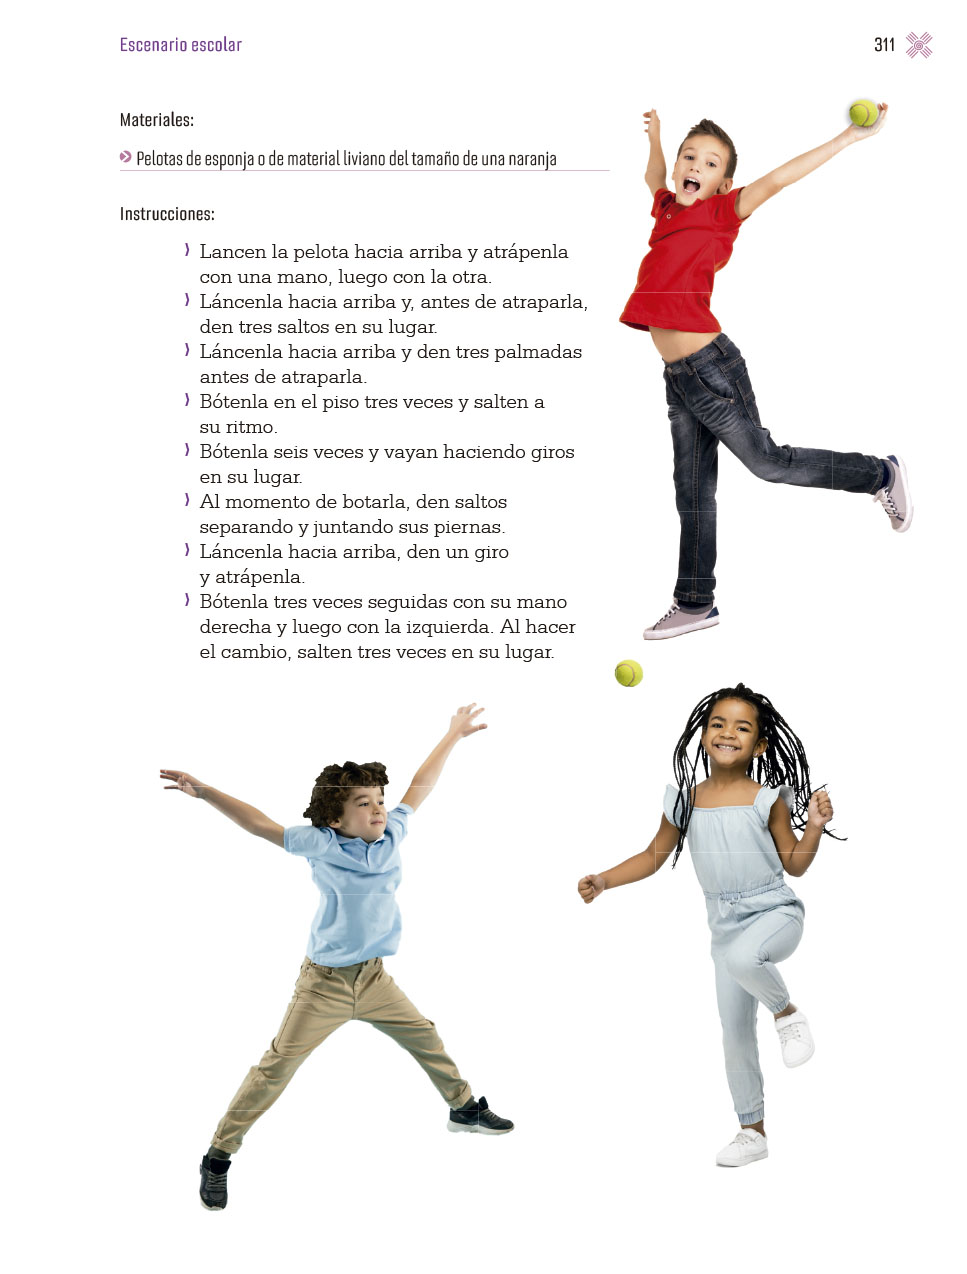 Escenario escolar
311
Materiales:
Pelotas de esponja o de material liviano del tamaño de una naranja
Instrucciones:
Lancen la pelota hacia arriba y atrápenla
con una mano, luego con la otra.
Láncenla hacia arriba y, antes de atraparla,
den tres saltos en su lugar.
Láncenla hacia arriba y den tres palmadas
antes de atraparla.
Bótenla en el piso tres veces y salten a
su ritmo.
Bótenla seis veces y vayan haciendo giros
en su lugar.
Al momento de botarla, den saltos
separando y juntando sus piernas.
Láncenla hacia arriba, den un giro
y atrápenla.
Bótenla tres veces seguidas con su mano
derecha y luego con la izquierda. Al hacer
el cambio, salten tres veces en su lugar.